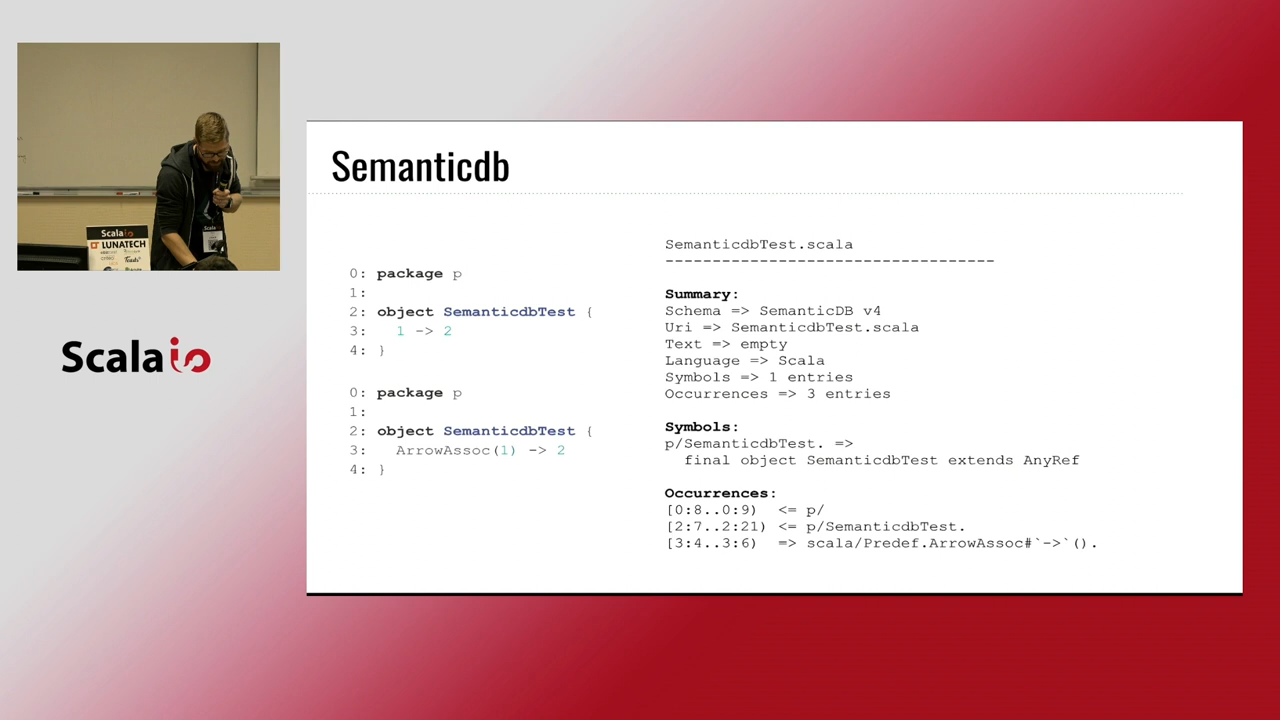 Semanticdb
0: package p
1:
2: object SemanticdbTest {
3:   1 -> 2
4: }
0: package p
1:
2: object SemanticdbTest {
3:   ArrowAssoc(1) -> 2
4: }
SemanticdbTest.scala
-----------------------------------
Summary:
Schema => SemanticDB v4
Uri => SemanticdbTest.scala
Text => empty
Language => Scala
Symbols => 1 entries
Occurrences => 3 entries
Symbols:
p/SemanticdbTest. =>
  final object SemanticdbTest extends AnyRef
Occurrences:
[0:8..0:9)  <= p/
[2:7..2:21) <= p/SemanticdbTest.
[3:4..3:6)  => scala/Predef.ArrowAssoc#`->`().
Scala io
Scala
LUNATECH
Scala